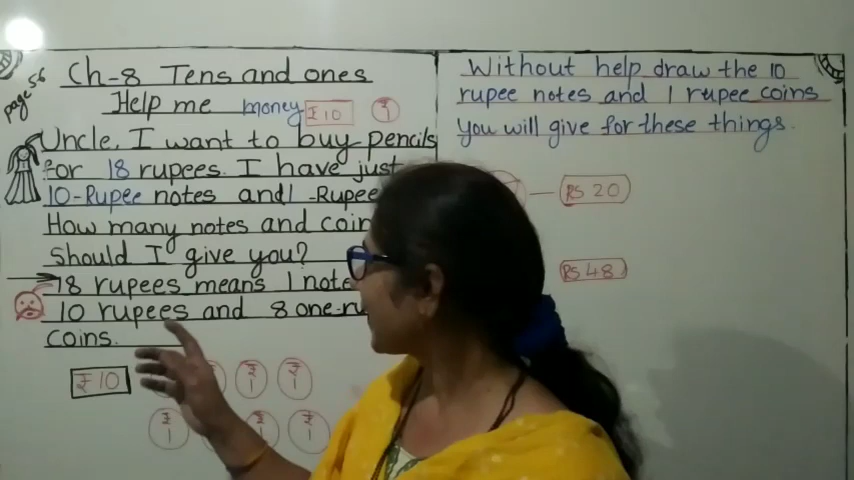 page 56
Ch-8 Tens and ones
Help me money ₹10 ₹1
Uncle, I want to buy pencils
for 18 rupees. I have just
10-Rupee notes and 1-Rupee
How many notes and coin
should I give you?
18 rupees means 1 note
10 rupees and 8 one-ru
coins.
₹10 ₹1 ₹1
₹1 ₹1 ₹1
Without help draw the 10
rupee notes and 1 rupee coins
you will give for these things.
RS 20
RS 48